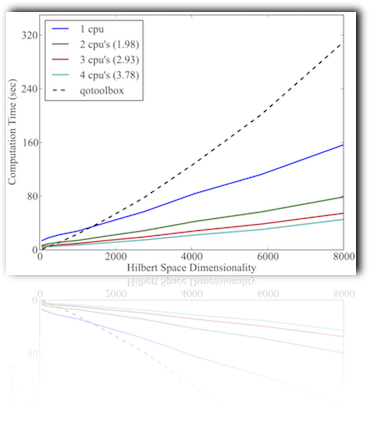 320
1 cpu
2 cpu's (1.98)
3 cpu's (2.93)
4 cpu's (3.78)
qotoolbox
240
160
80
0
Computation Time (sec)
0 2000 4000 6000 8000
Hilbert Space Dimensionality